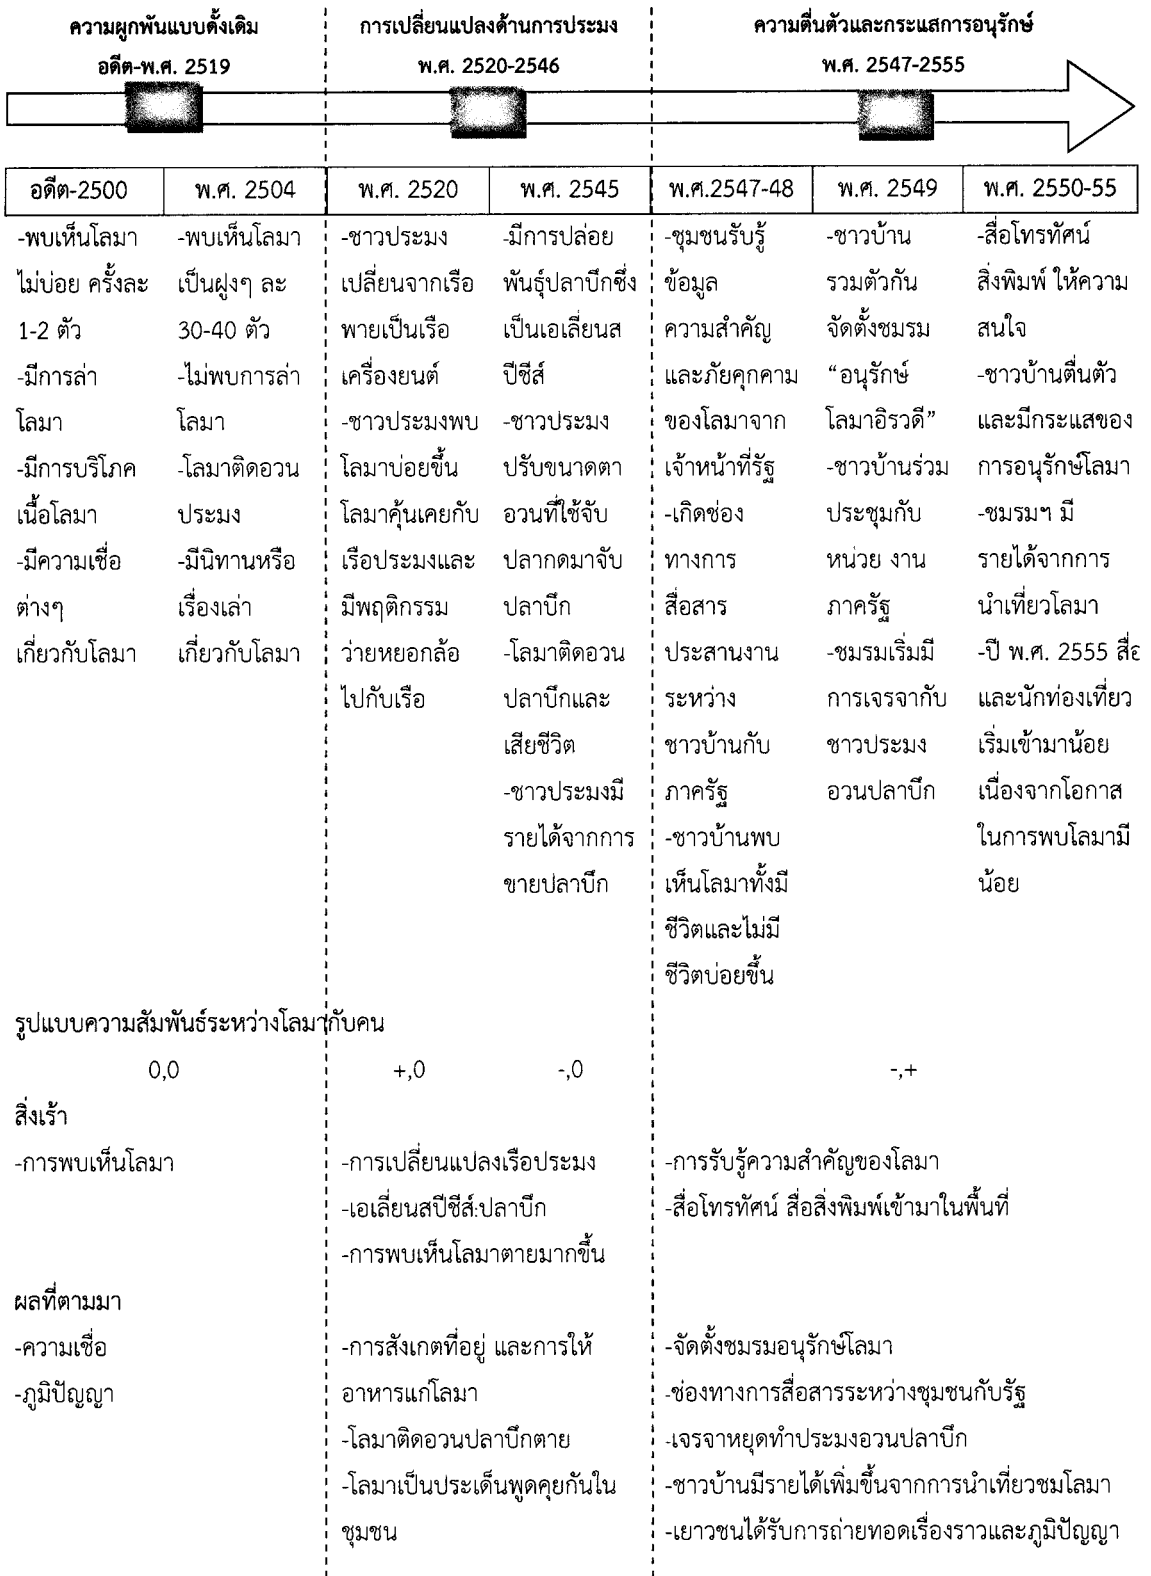 ความผูกพันแบบดั้งเดิม
อดีต-พ.ศ. 2519
การเปลี่ยนแปลงด้านการประมง
พ.ศ. 2520-2546
ความตื่นตัวและกระแสการอนุรักษ์
พ.ศ. 2547-2555
อดีต-2500
-พบเห็นโลมา
ไม่บ่อย ครั้งละ
1-2 ตัว
-มีการล่า
โลมา
-มีการบริโภค
เนื้อโลมา
-มีความเชื่อ
ต่างๆ
เกี่ยวกับโลมา
พ.ศ. 2504
-พบเห็นโลมา
เป็นฝูงๆ ละ
30-40 ตัว
-ไม่พบการล่า
โลมา
-โลมาติดอวน
ประมง
-มีนิทานหรือ
เรื่องเล่า
เกี่ยวกับโลมา
พ.ศ. 2520
-ชาวประมง
เปลี่ยนจากเรือ
พายเป็นเรือ
เครื่องยนต์
-ชาวประมงพบ
โลมาบ่อยขึ้น
โลมาคุ้นเคยกับ
เรือประมงและ
มีพฤติกรรม
ว่ายหยอกล้อ
ไปกับเรือ
พ.ศ. 2545
-มีการปล่อย
พันธุ์ปลาบึกซึ่ง
เป็นเอเลี่ยนส
ปีชีส์
-ชาวประมง
ปรับขนาดตา
อวนที่ใช้จับ
ปลากดมาจับ
ปลาบึก
-โลมาติดอวน
ปลาบึกและ
เสียชีวิต
-ชาวประมงมี
รายได้จากการ
ขายปลาบึก
พ.ศ.2547-48
-ชุมชนรับรู้
ข้อมูล
ความสำคัญ
และภัยคุกคาม
ของโลมาจาก
เจ้าหน้าที่รัฐ
-เกิดช่อง
ทางการ
สื่อสาร
ประสานงาน
ระหว่าง
ชาวบ้านกับ
ภาครัฐ
-ชาวบ้านพบ
เห็นโลมาทั้งมี
ชีวิตและไม่มี
ชีวิตบ่อยขึ้น
พ.ศ. 2549
-ชาวบ้าน
รวมตัวกัน
จัดตั้งชมรม
“อนุรักษ์
โลมาอิรวดี”
-ชาวบ้านร่วม
ประชุมกับ
หน่วย งาน
ภาครัฐ
-ชมรมเริ่มมี
การเจรจากับ
ชาวประมง
อวนปลาบึก
พ.ศ. 2550-55
-สื่อโทรทัศน์
สิ่งพิมพ์ ให้ความ
สนใจ
-ชาวบ้านตื่นตัว
และมีกระแสของ
การอนุรักษ์โลมา
-ชมรมฯ มี
รายได้จากการ
นำเที่ยวโลมา
-ปี พ.ศ. 2555 สื่อ
และนักท่องเที่ยว
เริ่มเข้ามาน้อย
เนื่องจากโอกาส
ในการพบโลมามี
น้อย
รูปแบบความสัมพันธ์ระหว่างโลมากับคน
0,0
+,0
-,0
-,+
สิ่งเร้า
-การพบเห็นโลมา
-การเปลี่ยนแปลงเรือประมง
-เอเลี่ยนสปีชีส์:ปลาบึก
-การพบเห็นโลมาตายมากขึ้น
-การรับรู้ความสำคัญของโลมา
-สื่อโทรทัศน์ สื่อสิ่งพิมพ์เข้ามาในพื้นที่
ผลที่ตามมา
-ความเชื่อ
-ภูมิปัญญา
-การสังเกตที่อยู่ และการให้
อาหารแก่โลมา
-โลมาติดอวนปลาบึกตาย
-โลมาเป็นประเด็นพูดคุยกันใน
ชุมชน
-จัดตั้งชมรมอนุรักษ์โลมา
-ช่องทางการสื่อสารระหว่างชุมชนกับรัฐ
-เจรจาหยุดทำประมงอวนปลาบึก
-ชาวบ้านมีรายได้เพิ่มขึ้นจากการนำเที่ยวชมโลมา
-เยาวชนได้รับการถ่ายทอดเรื่องราวและภูมิปัญญา